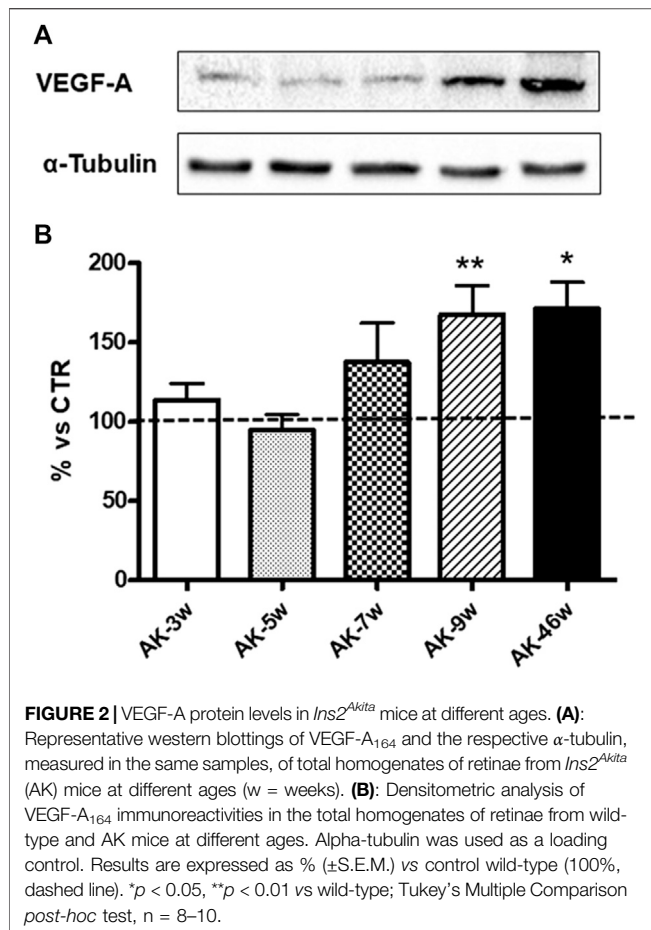 A
VEGF-A
α-Tubulin
B
% vs CTR
200
150
100
50
0
**
*
AK-3w
AK-5w
AK-7w
AK-9w
AK-46w
FIGURE 2 | VEGF-A protein levels in Ins2^Akita mice at different ages. (A):
Representative western blottings of VEGF-A₁₆₄ and the respective α-tubulin,
measured in the same samples, of total homogenates of retinae from Ins2^Akita
(AK) mice at different ages (w = weeks). (B): Densitometric analysis of
VEGF-A₁₆₄ immunoreactivities in the total homogenates of retinae from wild-
type and AK mice at different ages. Alpha-tubulin was used as a loading
control. Results are expressed as % (±S.E.M.) vs control wild-type (100%,
dashed line). *p < 0.05, **p < 0.01 vs wild-type; Tukey's Multiple Comparison
post-hoc test, n = 8–10.